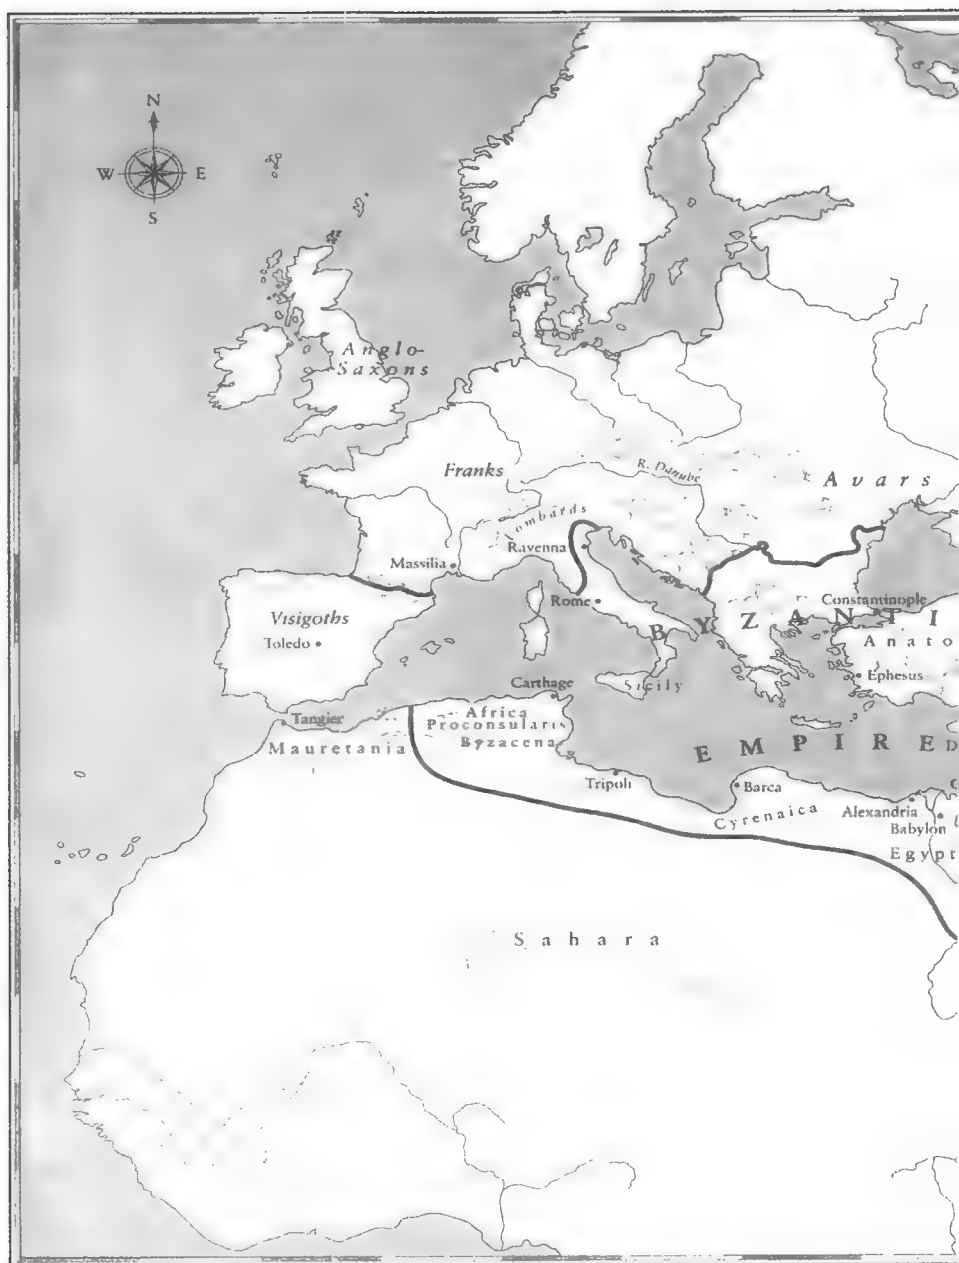 N
W E
S
Anglo-
Saxons
Franks
R. Danube
Avars
Lombards
Ravenna
Massilia
Rome
Constantinople
Visigoths
BYZANTI
Toledo
Anato
Ephesus
Carthage
Sicily
Tangier
Africa
Proconsularis
Mauretania
Byzacena
EMPIRE
D
Tripoli
Barca
Cyrenaica
Alexandria
Babylon
Egypt
Sahara